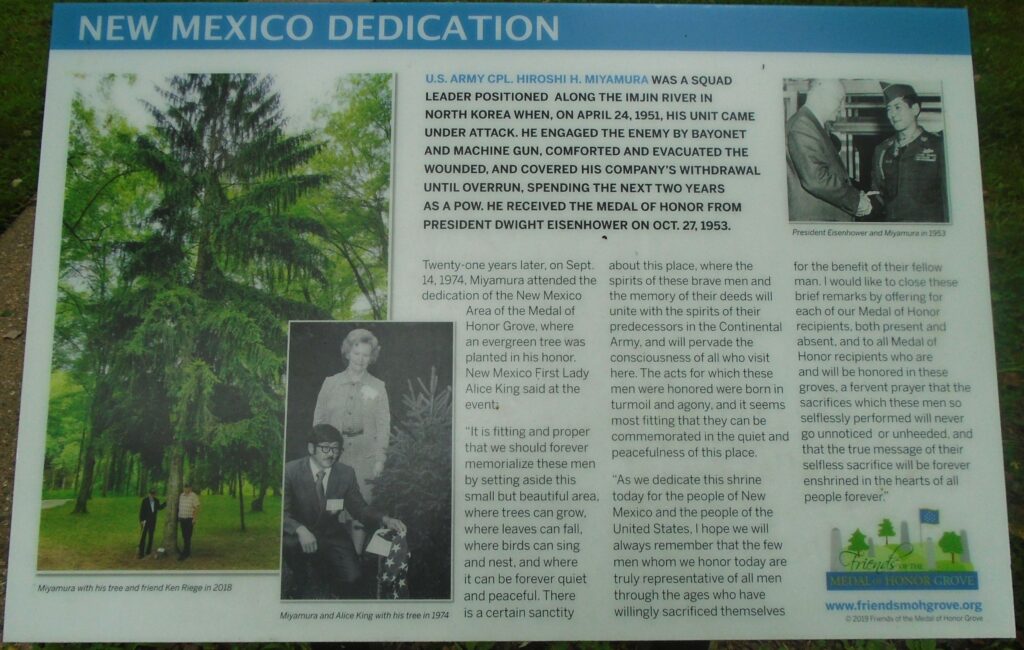 NEW MEXICO DEDICATION
U.S. ARMY CPL. HIROSHI H. MIYAMURA WAS A SQUAD
LEADER POSITIONED ALONG THE IMJIN RIVER IN
NORTH KOREA WHEN, ON APRIL 24, 1951, HIS UNIT CAME
UNDER ATTACK. HE ENGAGED THE ENEMY BY BAYONET
AND MACHINE GUN, COMFORTED AND EVACUATED THE
WOUNDED, AND COVERED HIS COMPANY'S WITHDRAWAL
UNTIL OVERRUN, SPENDING THE NEXT TWO YEARS
AS A POW. HE RECEIVED THE MEDAL OF HONOR FROM
PRESIDENT DWIGHT EISENHOWER ON OCT. 27, 1953.
President Eisenhower and Miyamura in 1953
Twenty-one years later, on Sept.
14, 1974, Miyamura attended the
dedication of the New Mexico
Area of the Medal of
Honor Grove, where
an evergreen tree was
planted in his honor.
New Mexico First Lady
Alice King said at the
event:
"It is fitting and proper
that we should forever
memorialize these men
by setting aside this
small but beautiful area,
where trees can grow,
where leaves can fall,
where birds can sing
and nest, and where
it can be forever quiet
and peaceful. There
is a certain sanctity
about this place, where the
spirits of these brave men and
the memory of their deeds will
unite with the spirits of their
predecessors in the Continental
Army, and will pervade the
consciousness of all who visit
here. The acts for which these
men were honored were born in
turmoil and agony, and it seems
most fitting that they can be
commemorated in the quiet and
peacefulness of this place.
"As we dedicate this shrine
today for the people of New
Mexico and the people of the
United States, I hope we will
always remember that the few
men whom we honor today are
truly representative of all men
through the ages who have
willingly sacrificed themselves
for the benefit of their fellow
man. I would like to close these
brief remarks by offering for
each of our Medal of Honor
recipients, both present and
absent, and to all Medal of
Honor recipients who are
and will be honored in these
groves, a fervent prayer that the
sacrifices which these men so
selflessly performed will never
go unnoticed or unheeded, and
that the true message of their
selfless sacrifice will be forever
enshrined in the hearts of all
people forever."
Miyamura with his tree and friend Ken Riege in 2018
Miyamura and Alice King with his tree in 1974
Friends OF THE
MEDAL OF HONOR GROVE
www.friendsmohgrove.org
© 2019 Friends of the Medal of Honor Grove